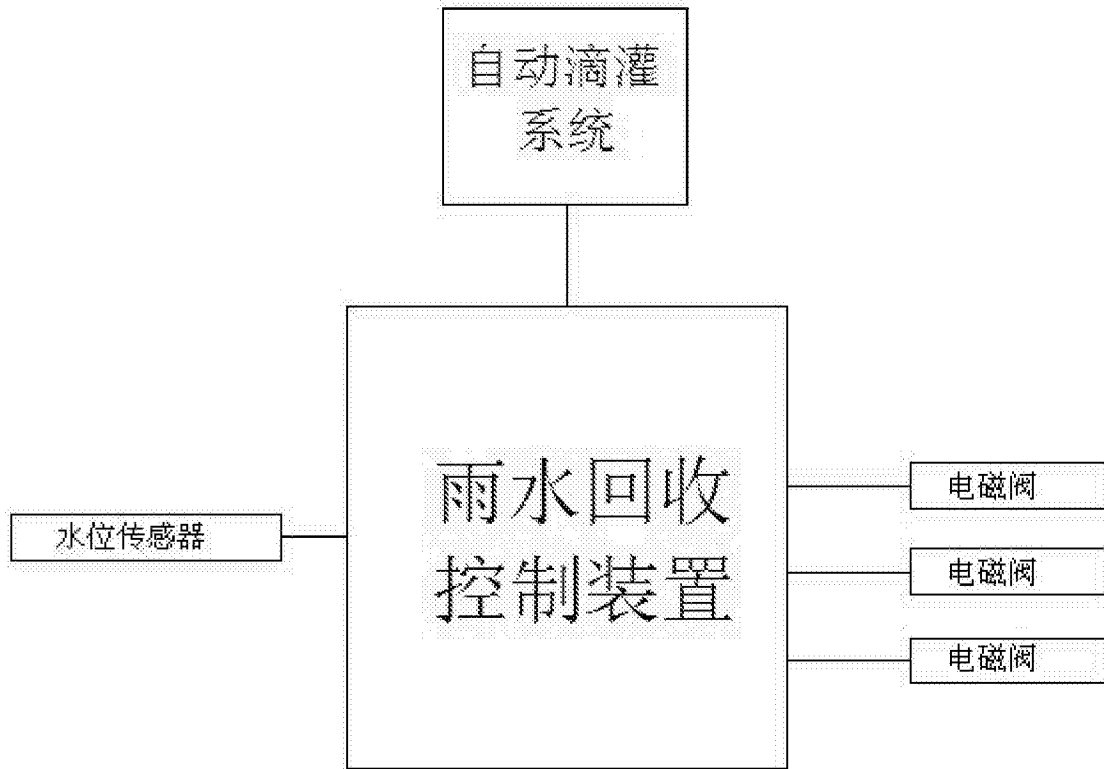 自动滴灌
系统
雨水回收
控制装置
水位传感器
电磁阀
电磁阀
电磁阀